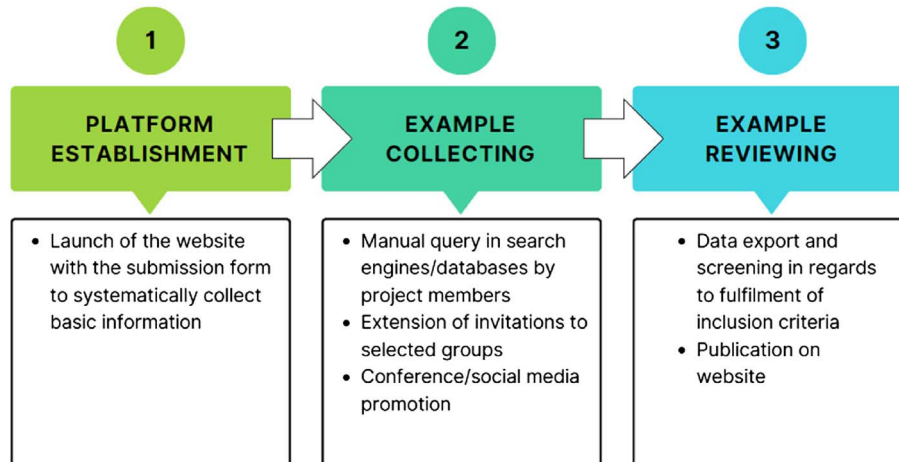 1
PLATFORM
ESTABLISHMENT
• Launch of the website
with the submission form
to systematically collect
basic information
2
EXAMPLE
COLLECTING
• Manual query in search
engines/databases by
project members
• Extension of invitations to
selected groups
• Conference/social media
promotion
3
EXAMPLE
REVIEWING
• Data export and
screening in regards
to fulfilment of
inclusion criteria
• Publication on
website